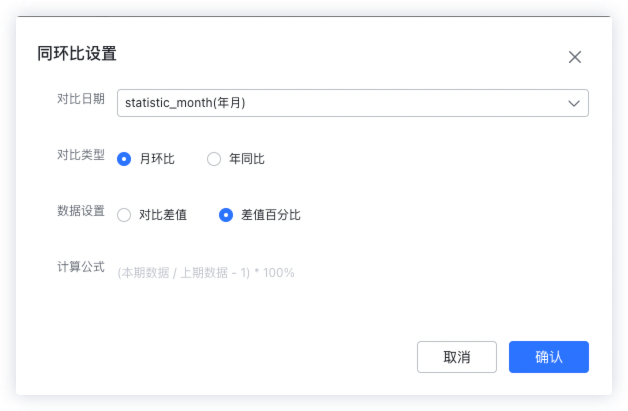 同环比设置
对比日期 statistic_month(年月)
对比类型 月环比 年同比
数据设置 对比差值 差值百分比
计算公式 (本期数据 / 上期数据 - 1) * 100%
取消 确认